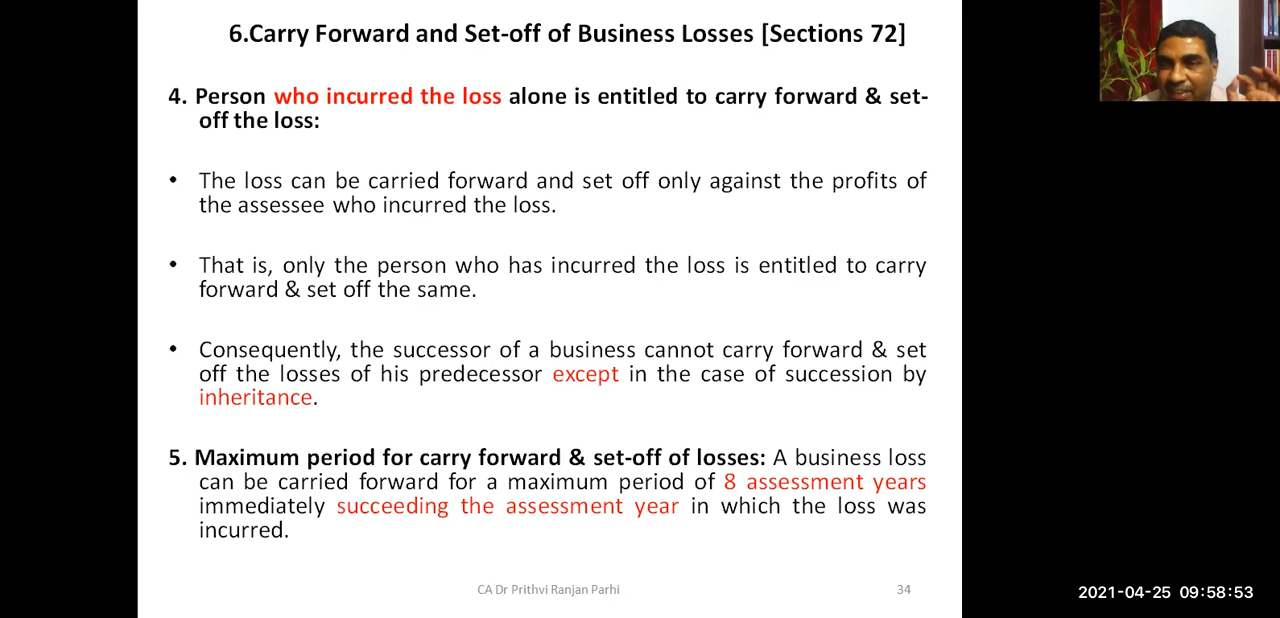 6.Carry Forward and Set-off of Business Losses [Sections 72]
4. Person who incurred the loss alone is entitled to carry forward & set-
off the loss:
• The loss can be carried forward and set off only against the profits of
the assessee who incurred the loss.
• That is, only the person who has incurred the loss is entitled to carry
forward & set off the same.
• Consequently, the successor of a business cannot carry forward & set
off the losses of his predecessor except in the case of succession by
inheritance.
5. Maximum period for carry forward & set-off of losses: A business loss
can be carried forward for a maximum period of 8 assessment years
immediately succeeding the assessment year in which the loss was
incurred.
CA Dr Prithvi Ranjan Parhi
34
2021-04-25 09:58:53